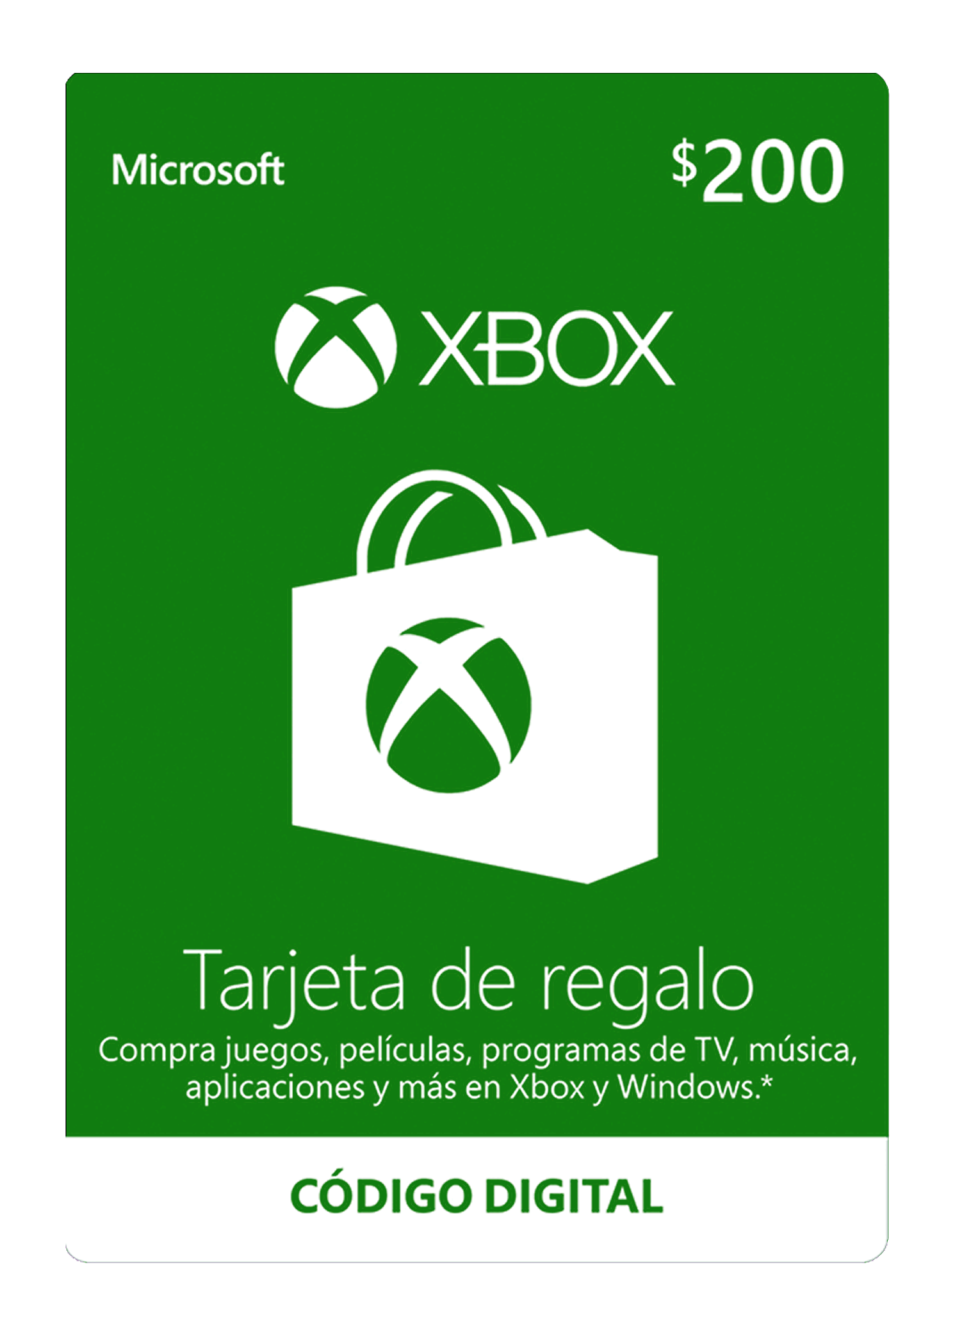 Microsoft
$200
XBOX
Tarjeta de regalo
Compra juegos, películas, programas de TV, música,
aplicaciones y más en Xbox y Windows.*
CÓDIGO DIGITAL